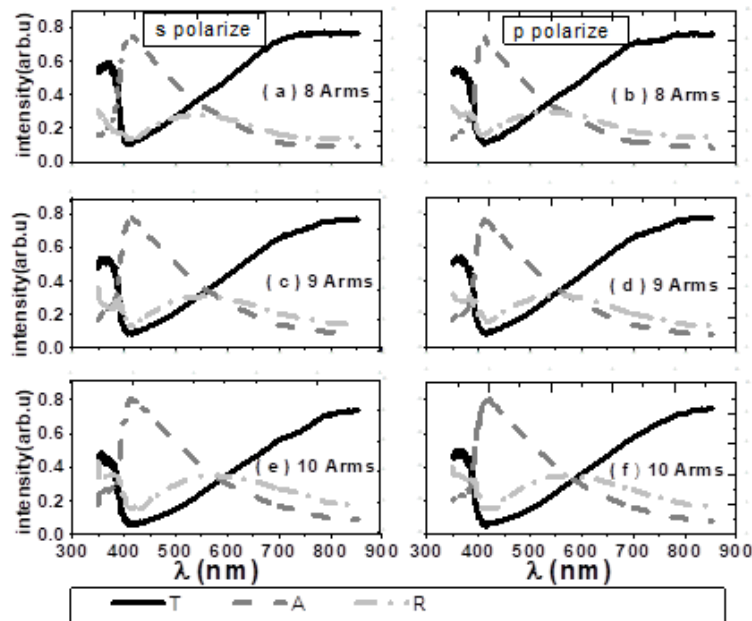 s polarize
p polarize
intensity(arb.u)
0.8
0.6
0.4
0.2
0.0
( a ) 8 Arms
( b ) 8 Arms
intensity(arb.u)
0.8
0.6
0.4
0.2
0.0
( c ) 9 Arms
( d ) 9 Arms
intensity(arb.u)
0.8
0.6
0.4
0.2
0.0
(e ) 10 Arms
(f ) 10 Arms
300 400 500 600 700 800 900 300 400 500 600 700 800 900
λ (nm) λ (nm)
T A R